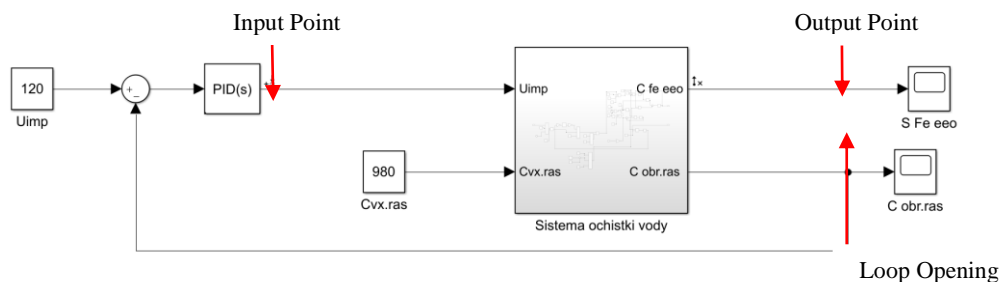 Input Point
Output Point
120
Uimp
+
−
PID(s)
Uimp
C fe eeo
S Fe eeo
980
Cvx.ras
Cvx.ras
C obr.ras
C obr.ras
Sistema ochistki vody
Loop Opening